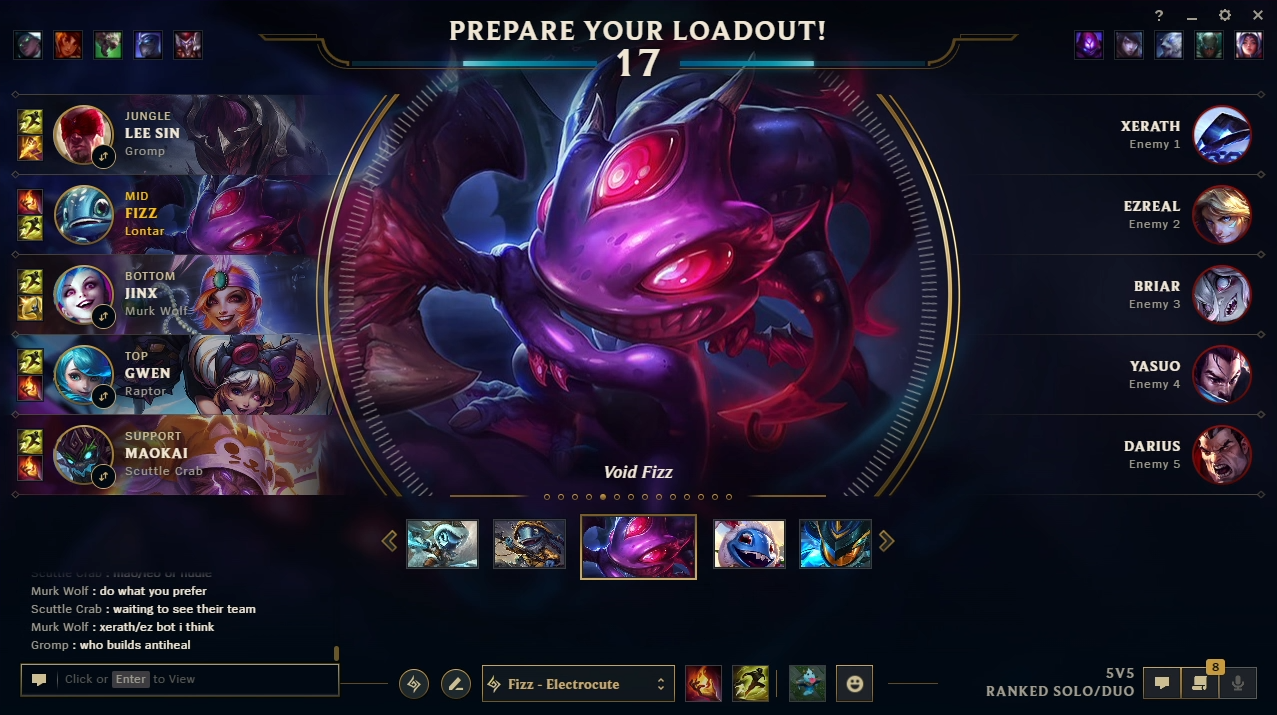 PREPARE YOUR LOADOUT!
17
?
JUNGLE
LEE SIN
Gromp
MID
FIZZ
Lontar
BOTTOM
JINX
Murk Wolf
TOP
GWEN
Raptor
SUPPORT
MAOKAI
Scuttle Crab
XERATH
Enemy 1
EZREAL
Enemy 2
BRIAR
Enemy 3
YASUO
Enemy 4
DARIUS
Enemy 5
Void Fizz
Scuttle Crab :
Murk Wolf : do what you prefer
Scuttle Crab : waiting to see their team
Murk Wolf : xerath/ez bot i think
Gromp : who builds antiheal
Click or Enter to View
Fizz - Electrocute
5V5
RANKED SOLO/DUO
8